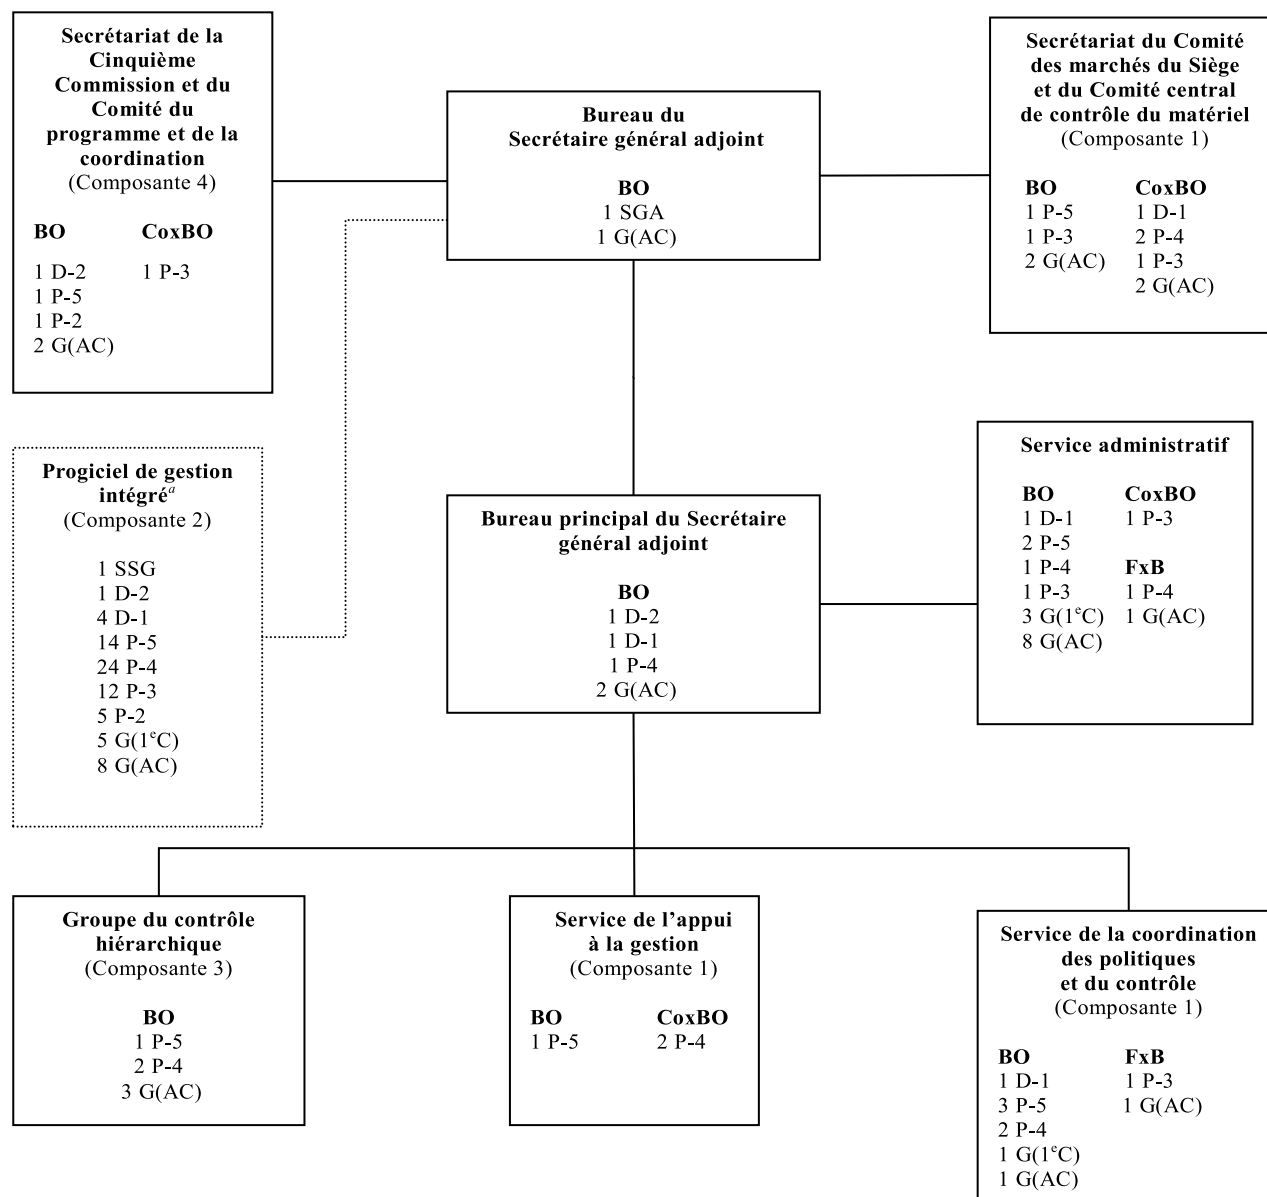 Secrétariat de la
Cinquième
Commission et du
Comité du
programme et de la
coordination
(Composante 4)
BO CoxBO
1 D-2 1 P-3
1 P-5
1 P-2
2 G(AC)
Bureau du
Secrétaire général adjoint
BO
1 SGA
1 G(AC)
Secrétariat du Comité
des marchés du Siège
et du Comité central
de contrôle du matériel
(Composante 1)
BO CoxBO
1 P-5 1 D-1
1 P-3 2 P-4
2 G(AC) 1 P-3
2 G(AC)
Progiciel de gestion
intégré^a
(Composante 2)
1 SSG
1 D-2
4 D-1
14 P-5
24 P-4
12 P-3
5 P-2
5 G(1^eC)
8 G(AC)
Bureau principal du Secrétaire
général adjoint
BO
1 D-2
1 D-1
1 P-4
2 G(AC)
Service administratif
BO CoxBO
1 D-1 1 P-3
2 P-5
1 P-4 FxB
1 P-3 1 P-4
3 G(1^eC) 1 G(AC)
8 G(AC)
Groupe du contrôle
hiérarchique
(Composante 3)
BO
1 P-5
2 P-4
3 G(AC)
Service de l'appui
à la gestion
(Composante 1)
BO CoxBO
1 P-5 2 P-4
Service de la coordination
des politiques
et du contrôle
(Composante 1)
BO FxB
1 D-1 1 P-3
3 P-5 1 G(AC)
2 P-4
1 G(1^eC)
1 G(AC)